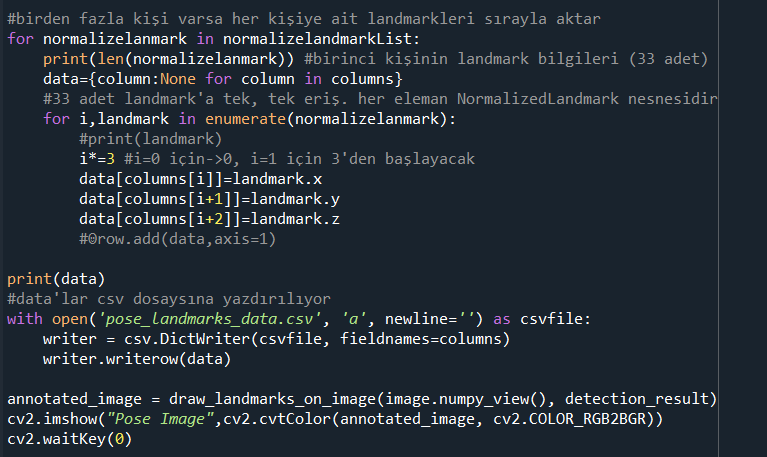 #birden fazla kişi varsa her kişiye ait landmarkleri sırayla aktar
for normalizelanmark in normalizelandmarkList:
    print(len(normalizelanmark)) #birinci kişinin landmark bilgileri (33 adet)
    data={column:None for column in columns}
    #33 adet landmark'a tek, tek eriş. her eleman NormalizedLandmark nesnesidir
    for i,landmark in enumerate(normalizelanmark):
        #print(landmark)
        i*=3 #i=0 için->0, i=1 için 3'den başlayacak
        data[columns[i]]=landmark.x
        data[columns[i+1]]=landmark.y
        data[columns[i+2]]=landmark.z
        #@row.add(data,axis=1)
print(data)
#data'lar csv dosaysına yazdırılıyor
with open('pose_landmarks_data.csv', 'a', newline='') as csvfile:
    writer = csv.DictWriter(csvfile, fieldnames=columns)
    writer.writerow(data)
annotated_image = draw_landmarks_on_image(image.numpy_view(), detection_result)
cv2.imshow("Pose Image",cv2.cvtColor(annotated_image, cv2.COLOR_RGB2BGR))
cv2.waitKey(0)